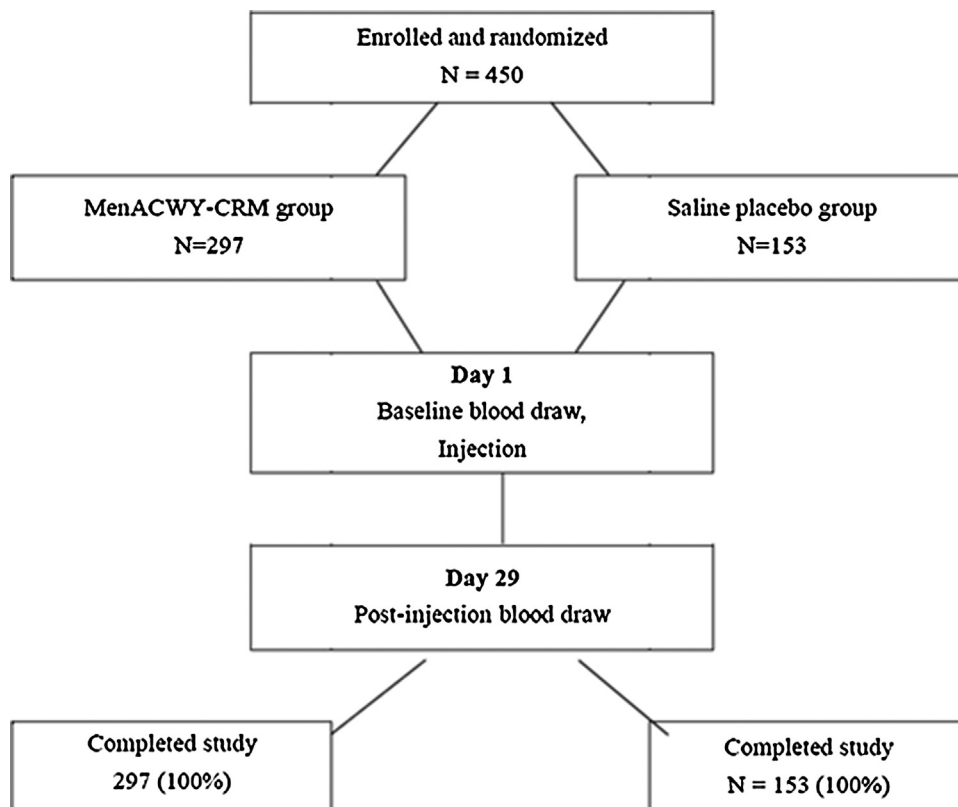 Enrolled and randomized
N = 450
MenACWY-CRM group
N=297
Saline placebo group
N=153
Day 1
Baseline blood draw,
Injection
Day 29
Post-injection blood draw
Completed study
297 (100%)
Completed study
N = 153 (100%)